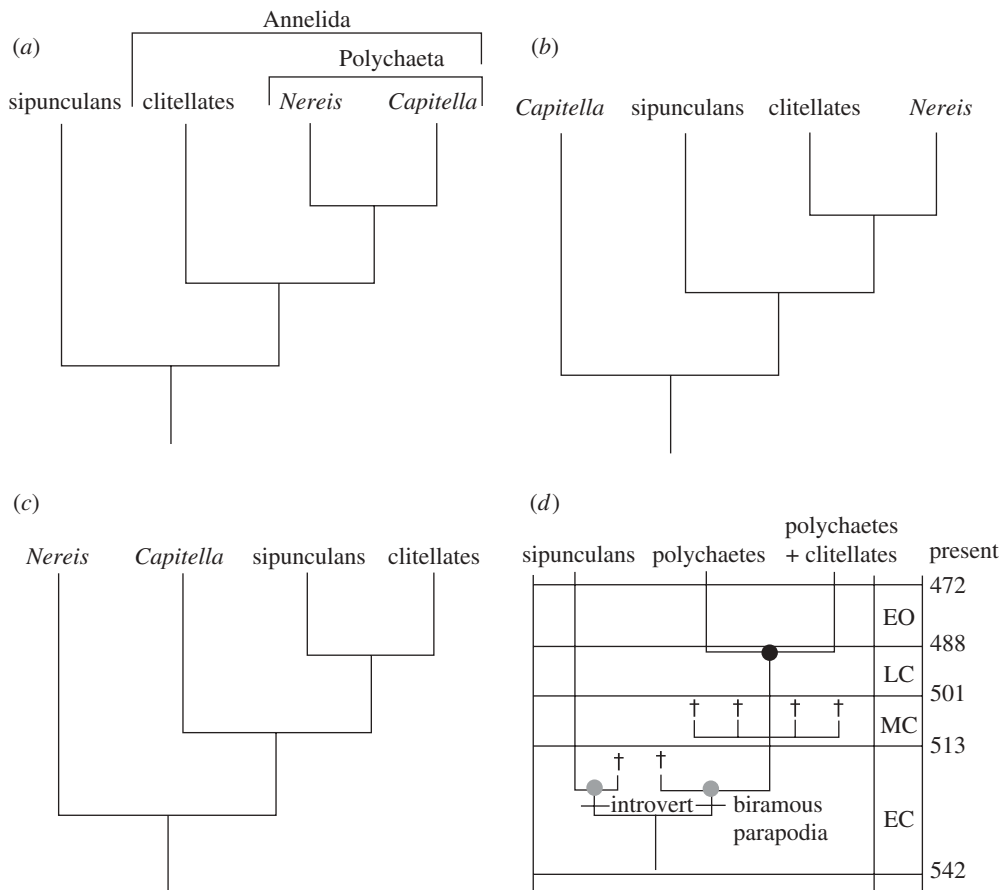 (a)
Annelida
Polychaeta
sipunculans clitellates Nereis Capitella
(b)
Capitella sipunculans clitellates Nereis
(c)
Nereis Capitella sipunculans clitellates
(d)
polychaetes
sipunculans polychaetes + clitellates present
472
EO
488
LC
501
† † † †
MC
513
† †
introvert biramous
parapodia
EC
542